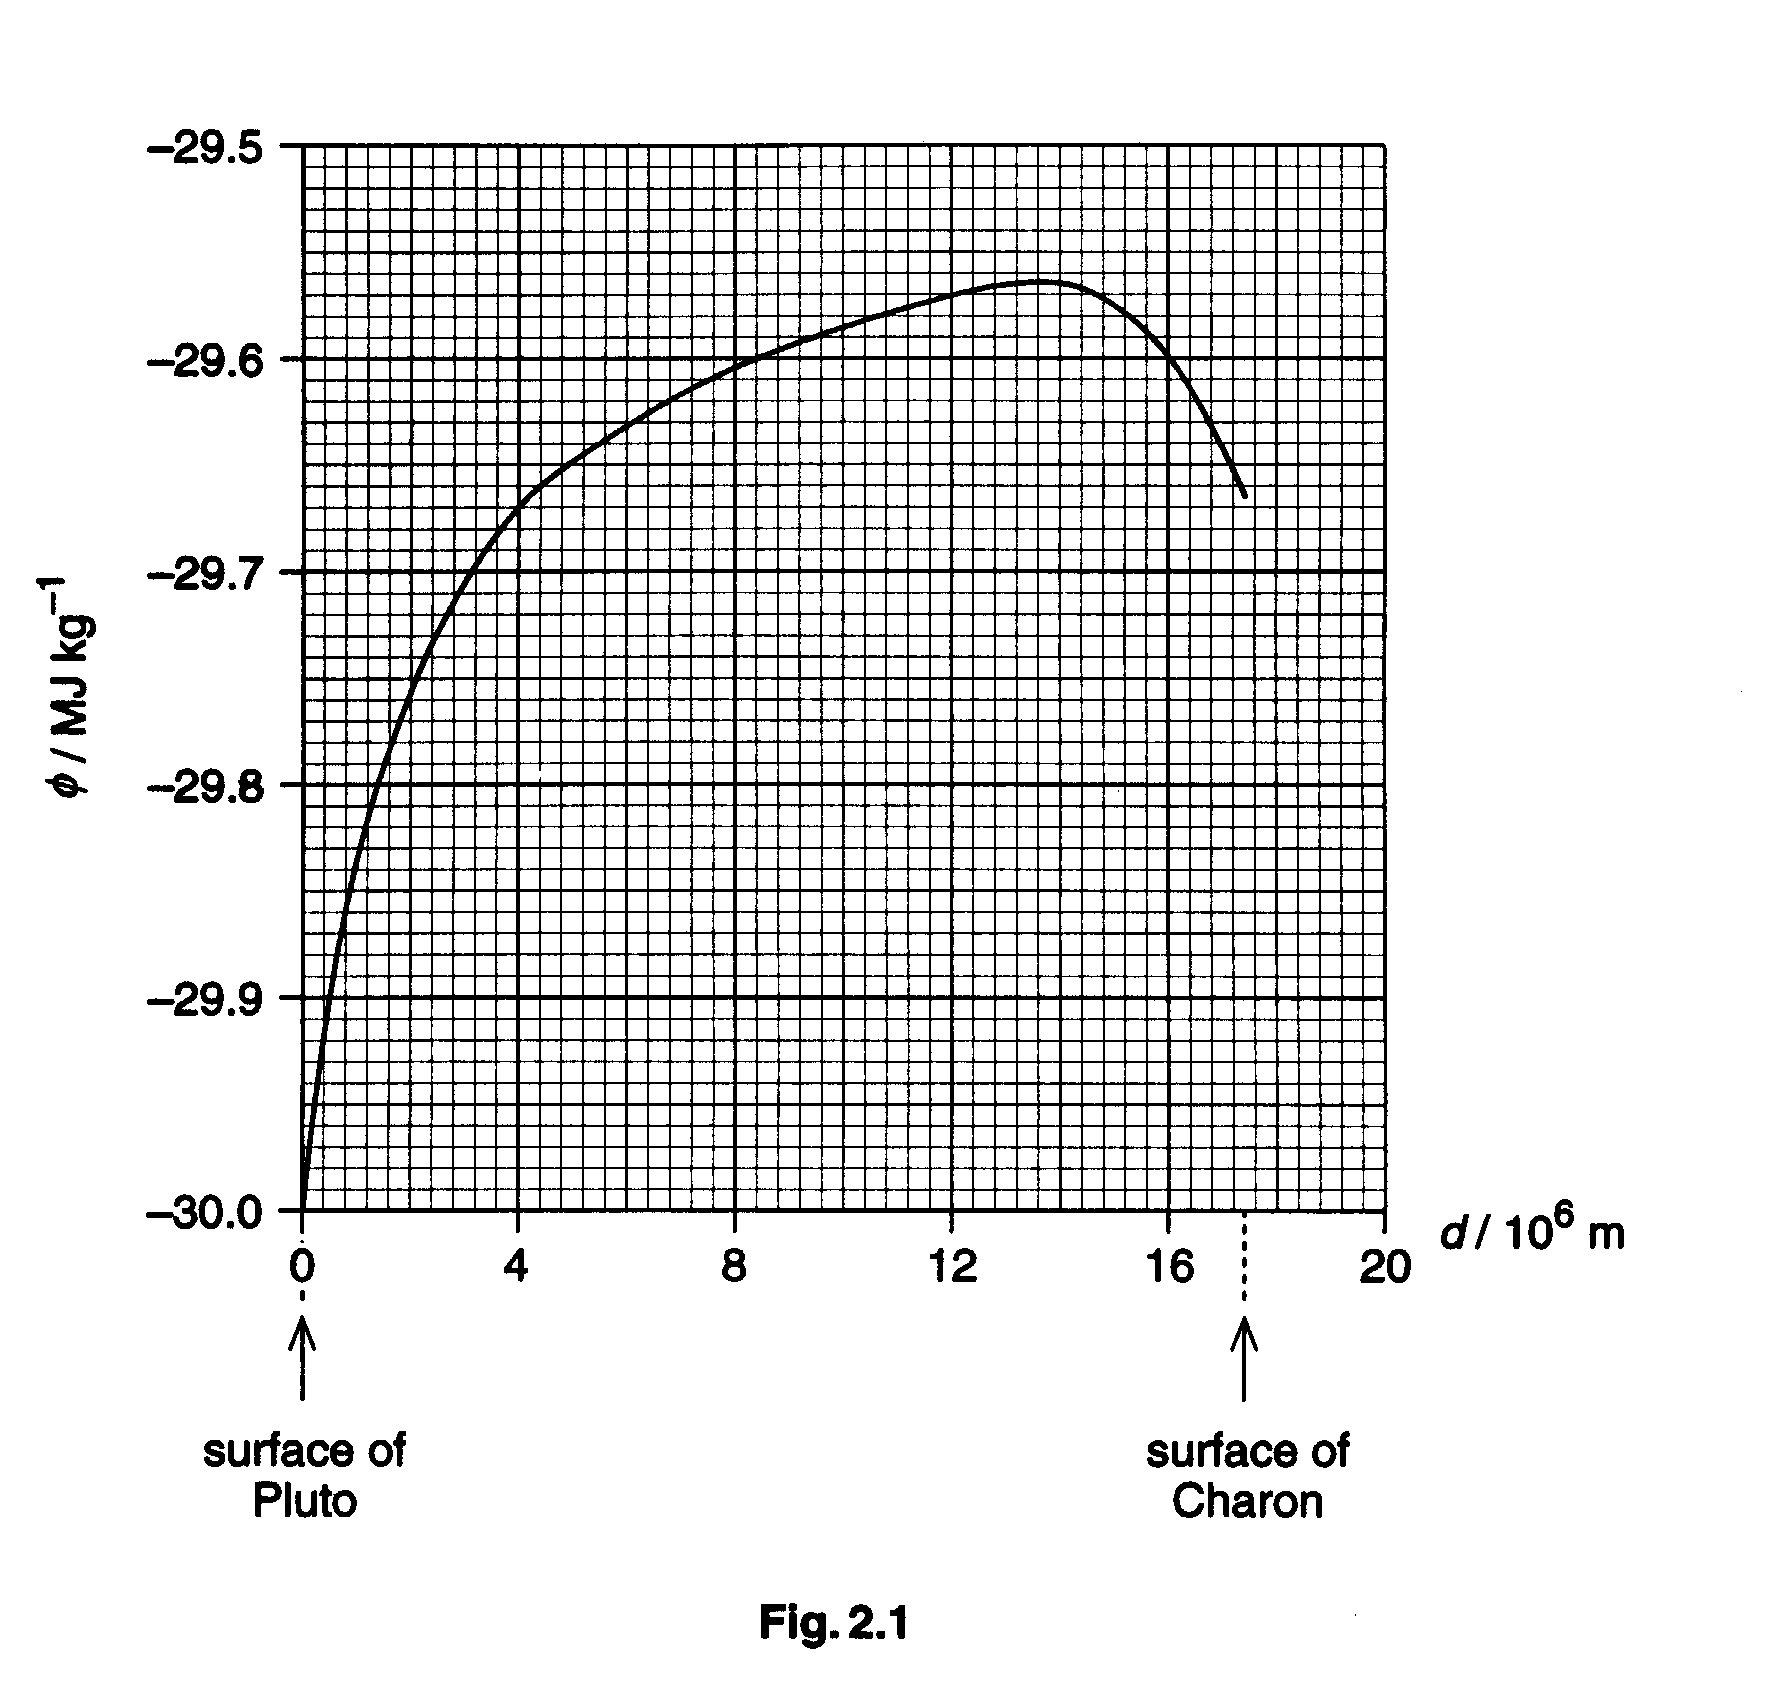 −29.5
−29.6
−29.7
−29.8
−29.9
−30.0
ϕ / MJ kg⁻¹
0 4 8 12 16 20
d / 10⁶ m
surface of
Pluto
surface of
Charon
Fig. 2.1